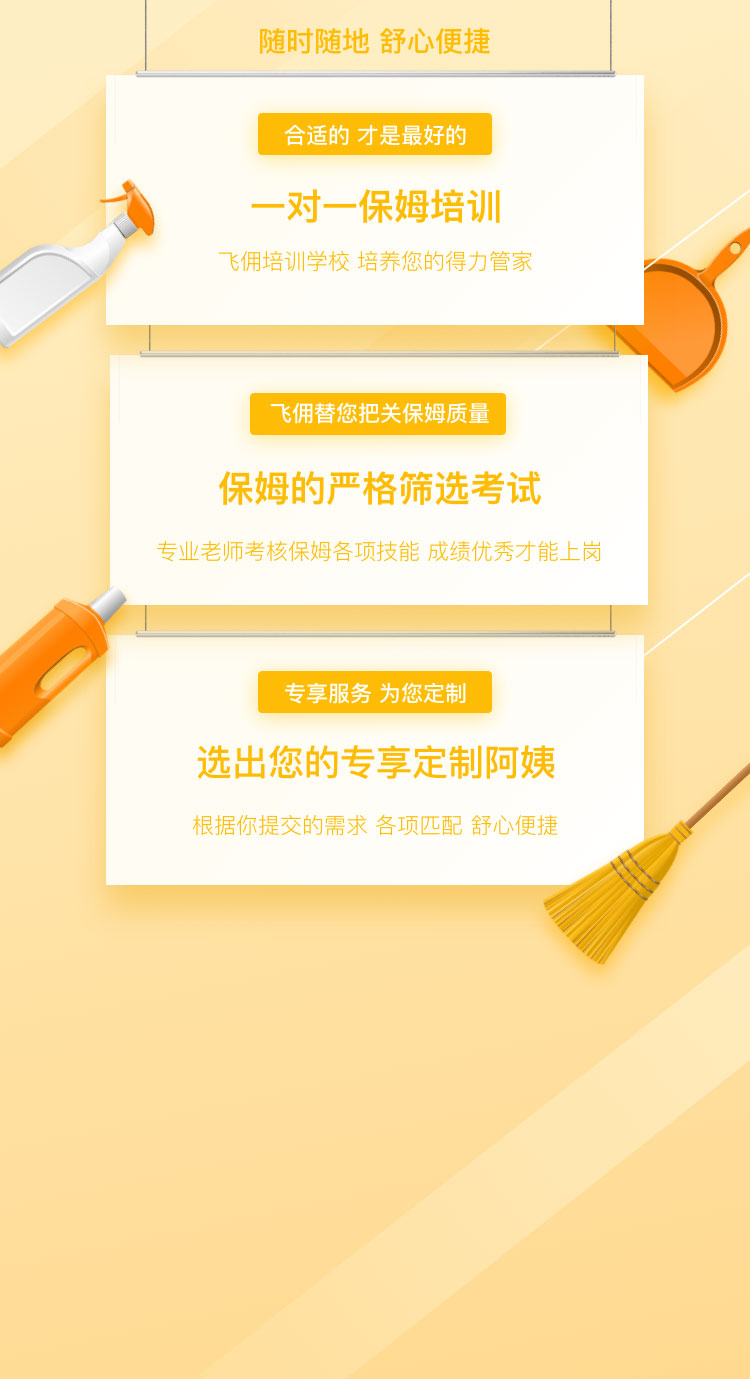 随时随地 舒心便捷
合适的 才是最好的
一对一保姆培训
飞佣培训学校 培养您的得力管家
飞佣替您把关保姆质量
保姆的严格筛选考试
专业老师考核保姆各项技能 成绩优秀才能上岗
专享服务 为您定制
选出您的专享定制阿姨
根据你提交的需求 各项匹配 舒心便捷